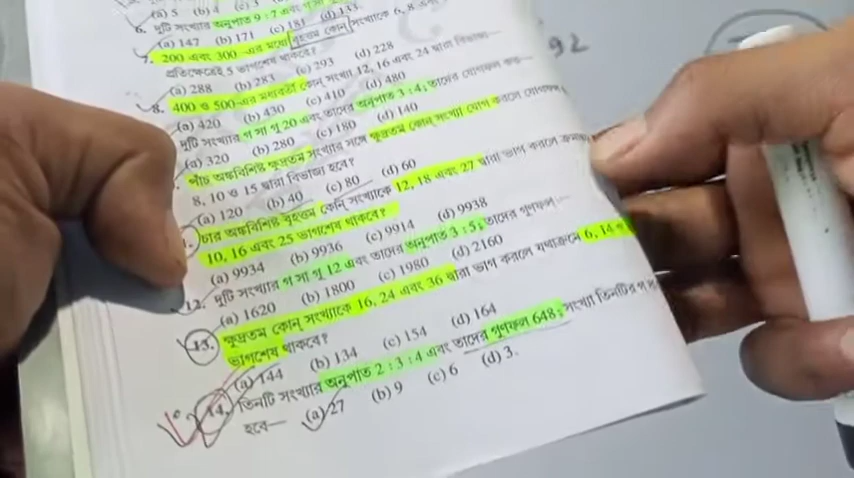 (a) 5 (b) 4 (c) 3
6. দুটি সংখ্যার অনুপাত 9 : 7 এবং
(a) 147 (b) 171 (c) 181 (d) 133
7. 200 এবং 300 -এর মধ্যে বৃহত্তম কোন্ সংখ্যাকে 6, 8
প্রতিক্ষেত্রেই 5 ভাগশেষ থাকবে?
(a) 288 (b) 283 (c) 293 (d) 228
8. 400 ও 500-র মধ্যবর্তী কোন্ সংখ্যা 12, 16 এবং 24 দ্বারা বিভাজ্য—
(a) 420 (b) 430 (c) 410 (d) 480
দুটি সংখ্যার গ সা গু 20 এবং তাদের অনুপাত 3 : 4; তাদের যোগফল কত—
(a) 320 (b) 280 (c) 180 (d) 140
পাঁচ অঙ্কবিশিষ্ট ক্ষুদ্রতম সংখ্যার সঙ্গে ক্ষুদ্রতম কোন্ সংখ্যা যোগ করলে যোগফল
8, 10 ও 15 দ্বারা বিভাজ্য হবে?
(a) 120 (b) 40 (c) 80 (d) 60
চার অঙ্কবিশিষ্ট বৃহত্তম কোন্ সংখ্যাকে 12, 18 এবং 27 দ্বারা ভাগ করলে
10, 16 এবং 25 ভাগশেষ থাকবে?
(a) 9934 (b) 9936 (c) 9914 (d) 9938
12. দুটি সংখ্যার গ সা গু 12 এবং তাদের অনুপাত 3 : 5; তাদের গুণফল—
(a) 1620 (b) 1800 (c) 1980 (d) 2160
13. ক্ষুদ্রতম কোন্ সংখ্যাকে 16, 24 এবং 36 দ্বারা ভাগ করলে যথাক্রমে 6, 14
ভাগশেষ থাকবে?
(a) 144 (b) 134 (c) 154 (d) 164
14. তিনটি সংখ্যার অনুপাত 2 : 3 : 4 এবং তাদের গুণফল 648; সংখ্যা তিনটির গ
হবে—
(a) 27 (b) 9 (c) 6 (d) 3.
92